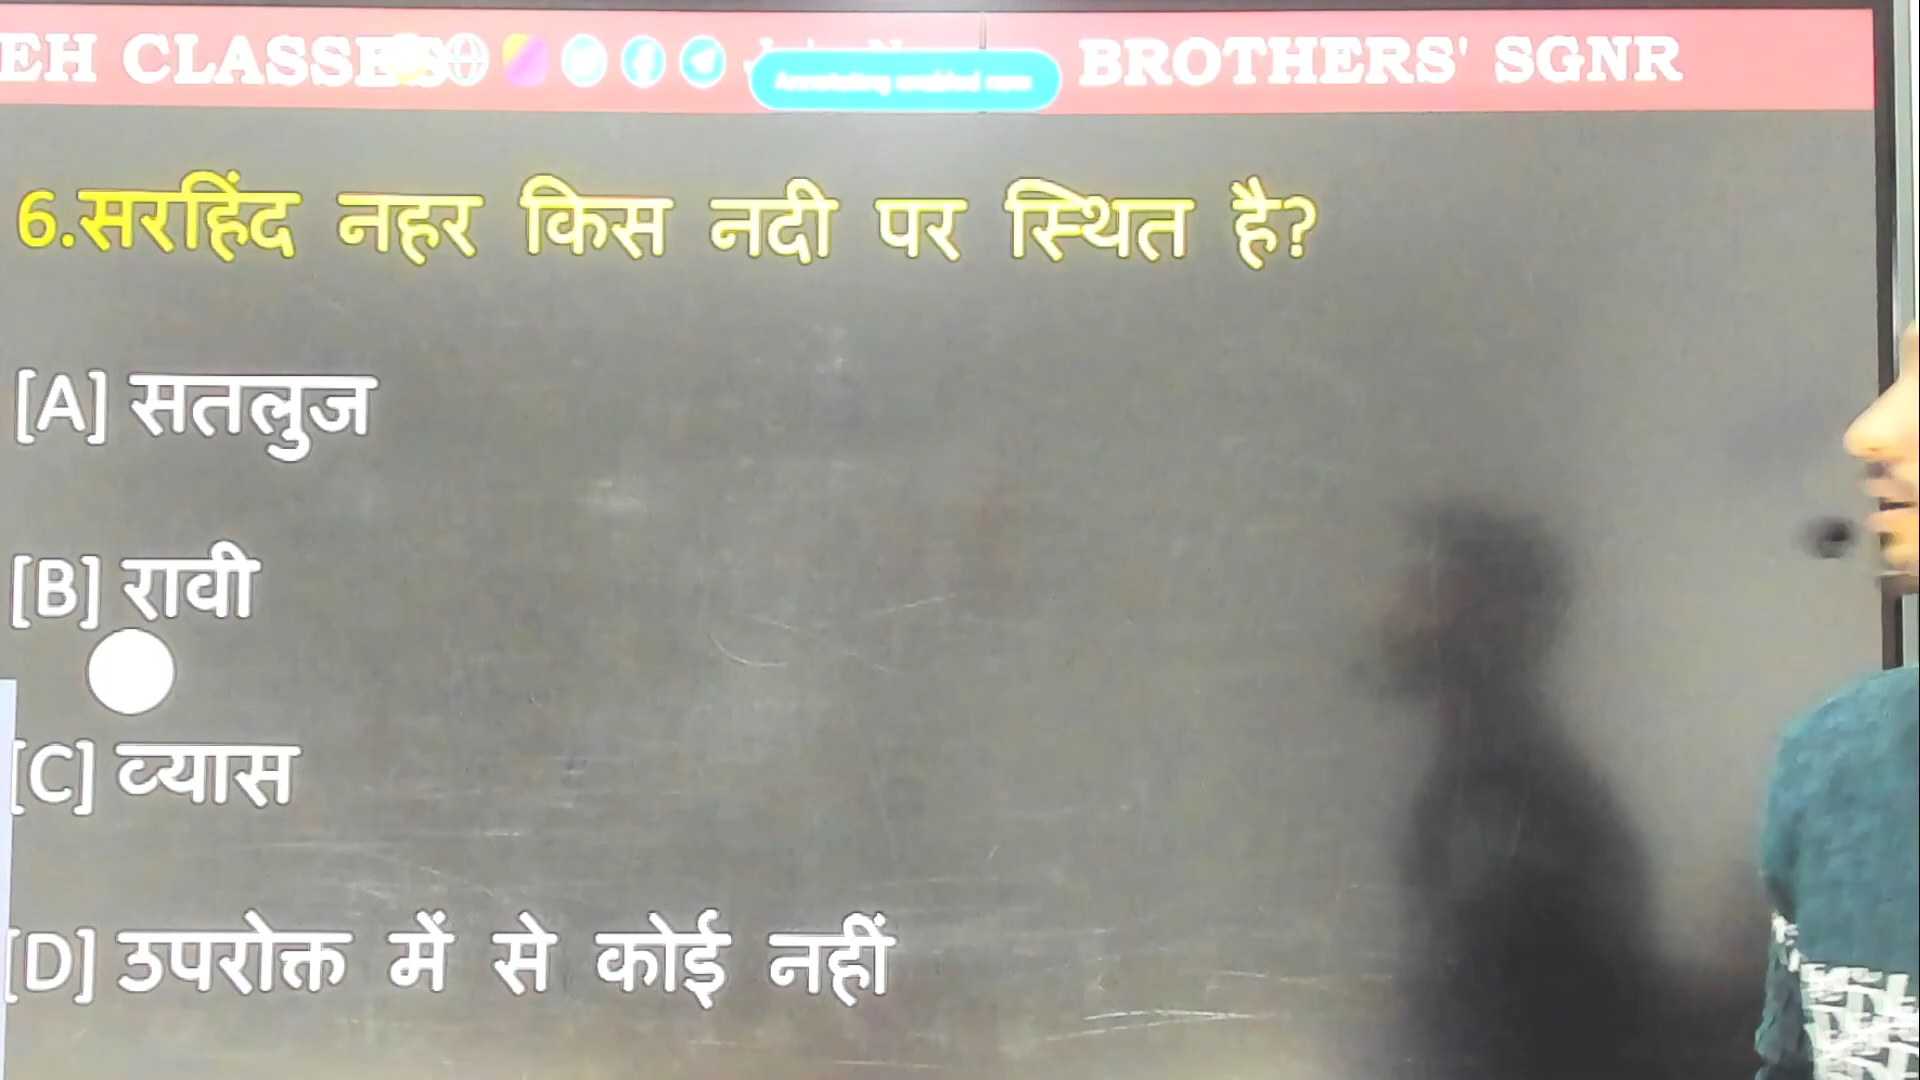 EH CLASSES BROTHERS' SGNR
6.सरहिंद नहर किस नदी पर स्थित है?
[A] सतलुज
[B] रावी
[C] व्यास
[D] उपरोक्त में से कोई नहीं